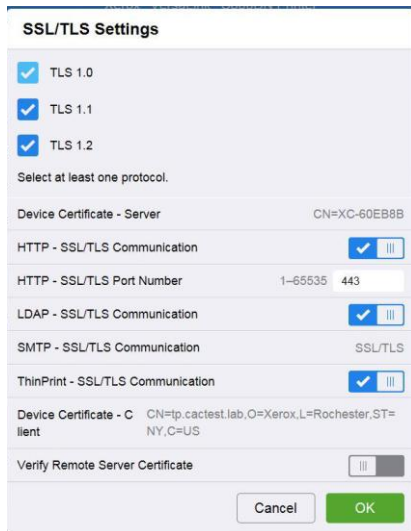 SSL/TLS Settings
TLS 1.0
TLS 1.1
TLS 1.2
Select at least one protocol.
Device Certificate - Server CN=XC-60EB8B
HTTP - SSL/TLS Communication
HTTP - SSL/TLS Port Number 1–65535 443
LDAP - SSL/TLS Communication
SMTP - SSL/TLS Communication SSL/TLS
ThinPrint - SSL/TLS Communication
Device Certificate - C CN=tp.cactest.lab,O=Xerox,L=Rochester,ST=
lient NY,C=US
Verify Remote Server Certificate
Cancel OK